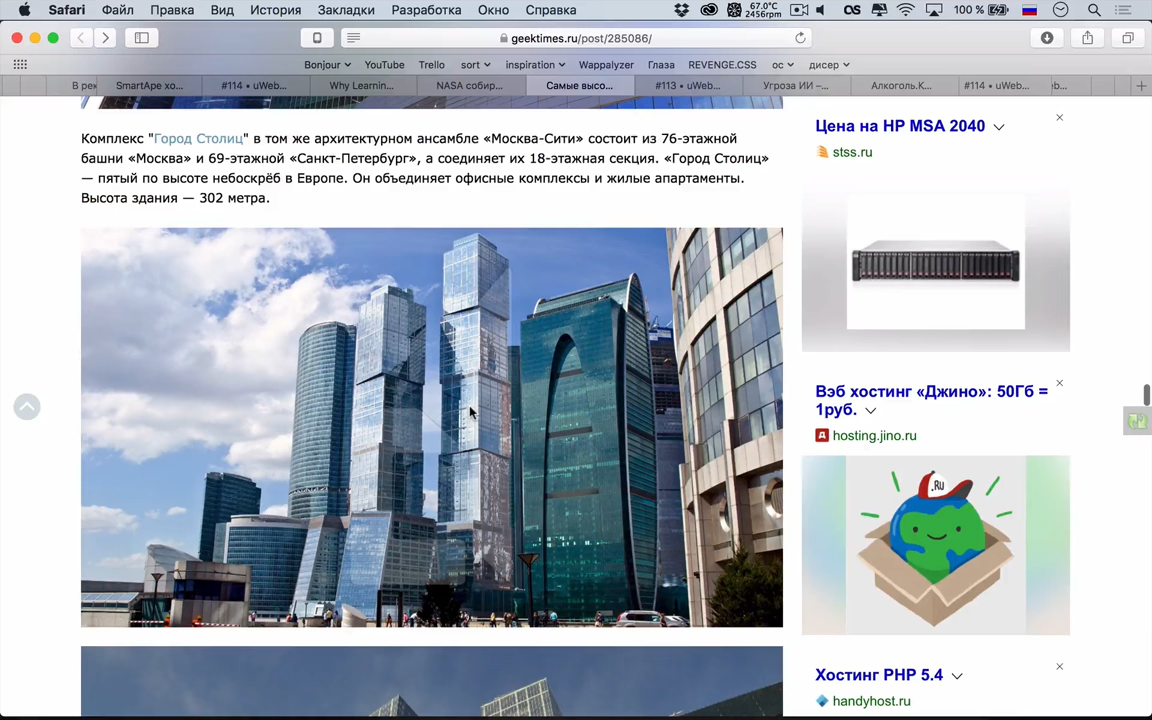 Safari Файл Правка Вид История Закладки Разработка Окно Справка 67.0°C 2456rpm 100 %
geektimes.ru/post/285086/
Bonjour YouTube Trello sort inspiration Wappalyzer Глаза REVENGE.CSS ос дисер
В рек SmartApe хо... #114 • uWeb... Why Learnin... NASA собир... Самые высо... #113 • uWeb... Угроза ИИ –... Алкоголь.К... #114 • uWeb...
Комплекс "Город Столиц" в том же архитектурном ансамбле «Москва-Сити» состоит из 76-этажной
башни «Москва» и 69-этажной «Санкт-Петербург», а соединяет их 18-этажная секция. «Город Столиц»
— пятый по высоте небоскрёб в Европе. Он объединяет офисные комплексы и жилые апартаменты.
Высота здания — 302 метра.
Цена на HP MSA 2040
stss.ru
Вэб хостинг «Джино»: 50Гб =
1руб.
hosting.jino.ru
.RU
Хостинг PHP 5.4
handyhost.ru